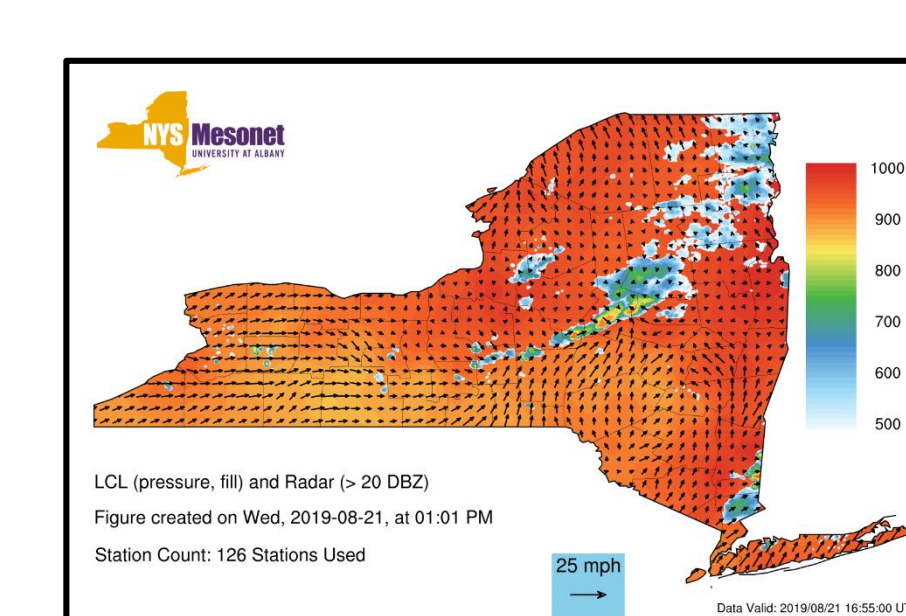 NYS Mesonet
UNIVERSITY AT ALBANY
1000
900
800
700
600
500
LCL (pressure, fill) and Radar (> 20 DBZ)
Figure created on Wed, 2019-08-21, at 01:01 PM
Station Count: 126 Stations Used
25 mph
Data Valid: 2019/08/21 16:55:00 U